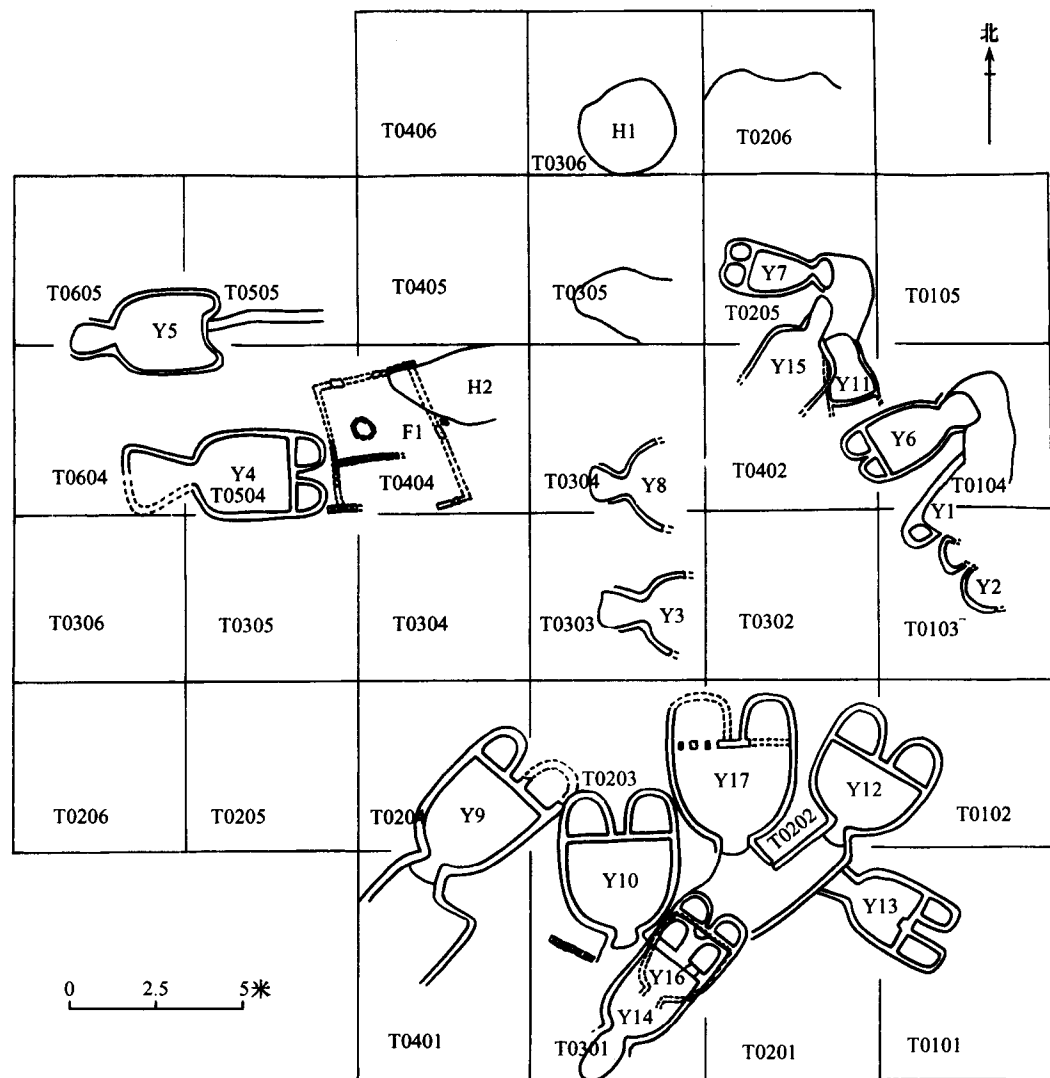 北
T0406
T0306
H1
T0206
T0605
T0505
Y5
T0405
T0305
Y7
T0205
Y15
Y11
T0105
T0604
Y4
T0504
H2
F1
T0404
T0304
Y8
T0402
Y6
T0104
Y1
Y2
T0306
T0305
T0304
T0303
Y3
T0302
T0103
T0206
T0205
T0204
Y9
T0203
Y17
T0202
Y12
T0102
Y10
Y13
Y16
Y14
0 2.5 5米
T0401
T0301
T0201
T0101